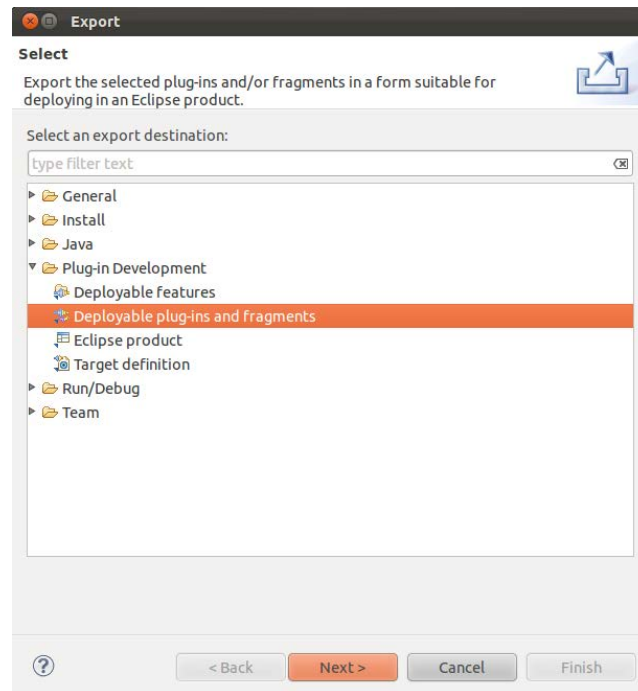 Export
Select
Export the selected plug-ins and/or fragments in a form suitable for
deploying in an Eclipse product.
Select an export destination:
type filter text
General
Install
Java
Plug-in Development
Deployable features
Deployable plug-ins and fragments
Eclipse product
Target definition
Run/Debug
Team
? < Back Next > Cancel Finish